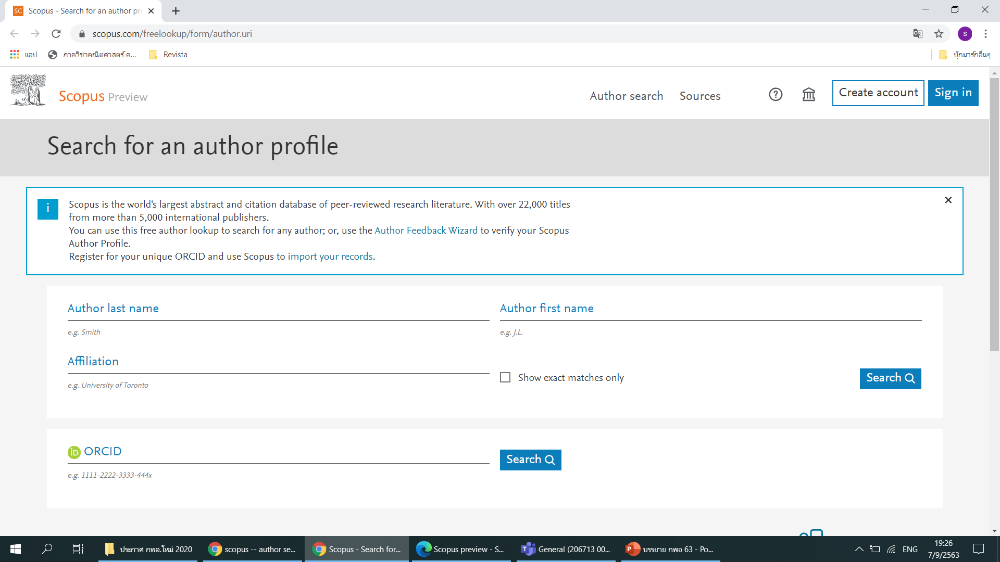 Scopus - Search for an author pro
scopus.com/freelookup/form/author.uri
s
แอป
ภาควิชาคณิตศาสตร์ ค...
Revista
บุ๊กมาร์กอื่นๆ
Scopus Preview
Author search
Sources
Create account
Sign in
Search for an author profile
i
Scopus is the world's largest abstract and citation database of peer-reviewed research literature. With over 22,000 titles
from more than 5,000 international publishers.
You can use this free author lookup to search for any author; or, use the Author Feedback Wizard to verify your Scopus
Author Profile.
Register for your unique ORCID and use Scopus to import your records.
Author last name
Author first name
e.g. Smith
e.g. J.L.
Affiliation
Show exact matches only
Search
e.g. University of Toronto
iD ORCID
Search
e.g. 1111-2222-3333-444x
ประกาศ กพอ.ใหม่ 2020
scopus -- author se...
Scopus - Search for...
Scopus preview - S...
General (206713 00...
บรรยาย กพอ 63 - Po...
ENG
19:26
7/9/2563